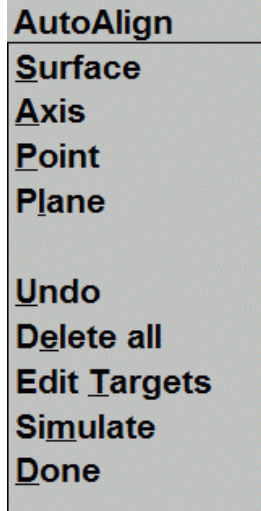 AutoAlign
Surface
Axis
Point
Plane
Undo
Delete all
Edit Targets
Simulate
Done